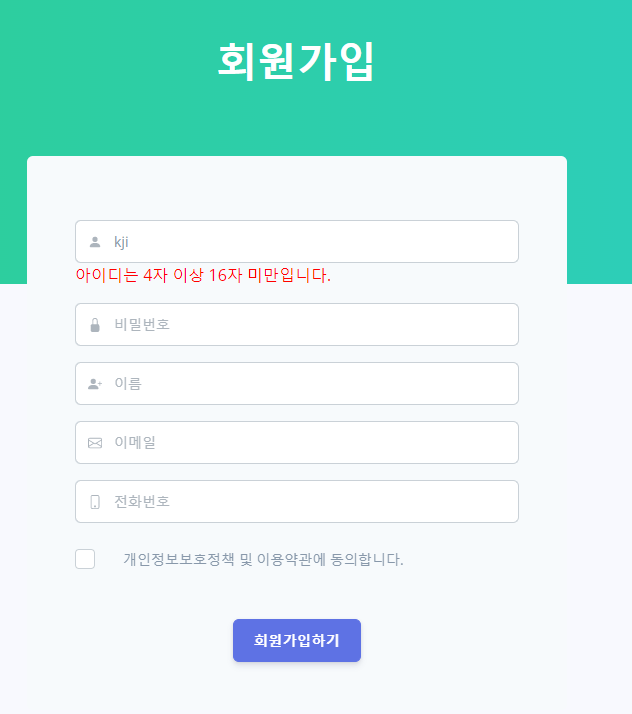 회원가입
kji
아이디는 4자 이상 16자 미만입니다.
비밀번호
이름
이메일
전화번호
개인정보보호정책 및 이용약관에 동의합니다.
회원가입하기